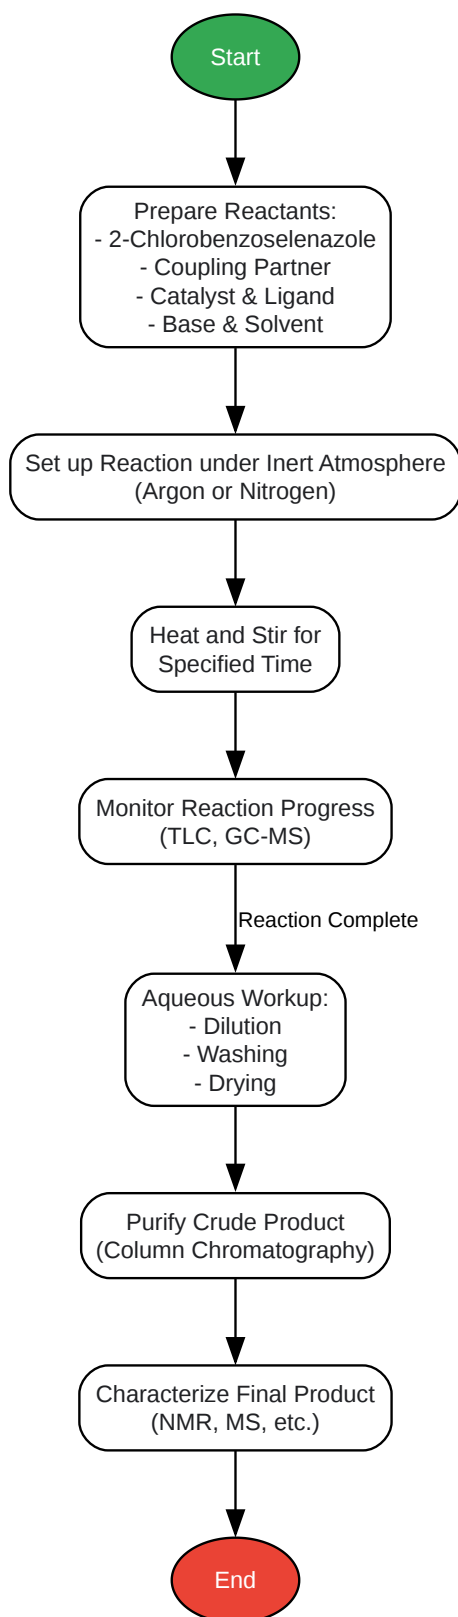 Start
Prepare Reactants:
- 2-Chlorobenzoselenazole
- Coupling Partner
- Catalyst & Ligand
- Base & Solvent
Set up Reaction under Inert Atmosphere
(Argon or Nitrogen)
Heat and Stir for
Specified Time
Monitor Reaction Progress
(TLC, GC-MS)
Reaction Complete
Aqueous Workup:
- Dilution
- Washing
- Drying
Purify Crude Product
(Column Chromatography)
Characterize Final Product
(NMR, MS, etc.)
End